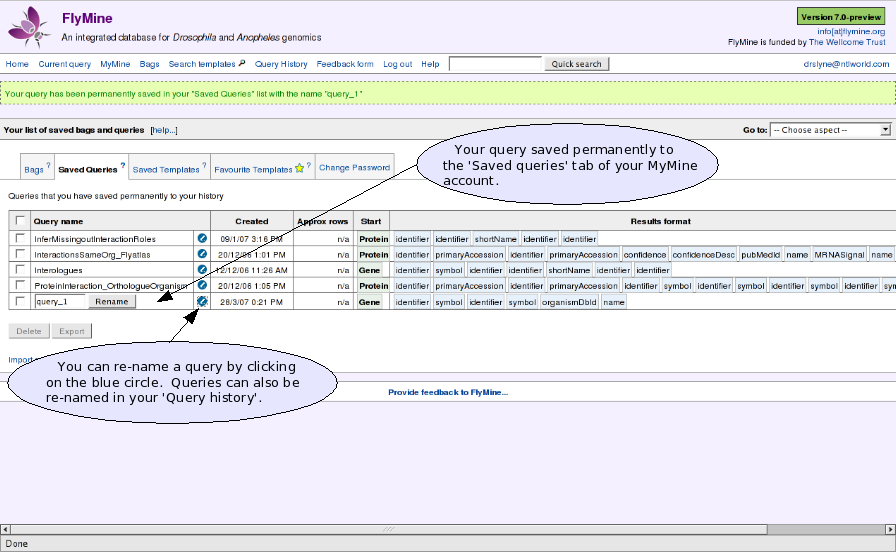 FlyMine
An integrated database for Drosophila and Anopheles genomics
Version 7.0-preview
info[at]flymine.org
FlyMine is funded by The Wellcome Trust
Home Current query MyMine Bags Search templates Query History Feedback form Log out Help Quick search drslyne@ntlworld.com
Your query has been permanently saved in your "Saved Queries" list with the name "query_1"
Your list of saved bags and queries [help...] Go to: -- Choose aspect --
Bags ? Saved Queries ? Saved Templates ? Favourite Templates ? Change Password
Your query saved permanently to
the 'Saved queries' tab of your MyMine
account.
Queries that you have saved permanently to your history
Query name Created Approx rows Start Results format
InferMissingoutInteractionRoles 09/1/07 3:16 PM n/a Protein identifier identifier shortName identifier identifier
InteractionsSameOrg_Flyatlas 20/12/06 1:01 PM n/a Protein identifier primaryAccession identifier primaryAccession confidence confidenceDesc pubMedId name MRNASignal name
Interologues 12/12/06 11:26 AM n/a Gene identifier symbol identifier identifier shortName identifier identifier
ProteinInteraction_OrthologueOrganism 20/12/06 1:05 PM n/a Protein identifier primaryAccession identifier primaryAccession identifier symbol identifier symbol identifier symbol identifier sym
query_1 Rename 28/3/07 0:21 PM n/a Gene identifier symbol identifier symbol organismDbId name
Delete Export
Import
You can re-name a query by clicking
on the blue circle. Queries can also be
re-named in your 'Query history'.
Provide feedback to FlyMine...
Done